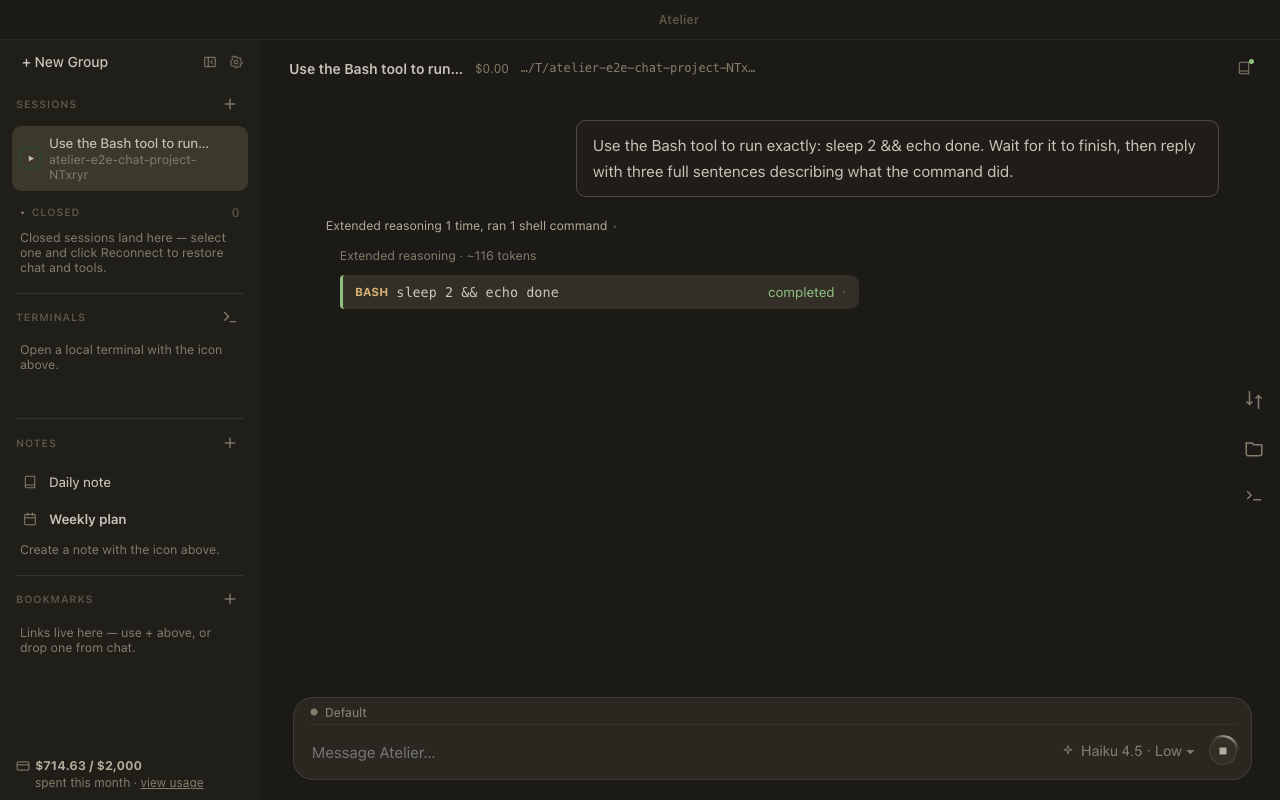 Atelier
+ New Group
SESSIONS
Use the Bash tool to run...
atelier-e2e-chat-project-
NTxryr
CLOSED
0
Closed sessions land here — select
one and click Reconnect to restore
chat and tools.
TERMINALS
Open a local terminal with the icon
above.
NOTES
Daily note
Weekly plan
Create a note with the icon above.
BOOKMARKS
Links live here — use + above, or
drop one from chat.
$714.63 / $2,000
spent this month · view usage
Use the Bash tool to run... $0.00 …/T/atelier-e2e-chat-project-NTx…
Use the Bash tool to run exactly: sleep 2 && echo done. Wait for it to finish, then reply
with three full sentences describing what the command did.
Extended reasoning 1 time, ran 1 shell command
Extended reasoning · ~116 tokens
BASH sleep 2 && echo done completed
Default
Message Atelier...
Haiku 4.5 · Low